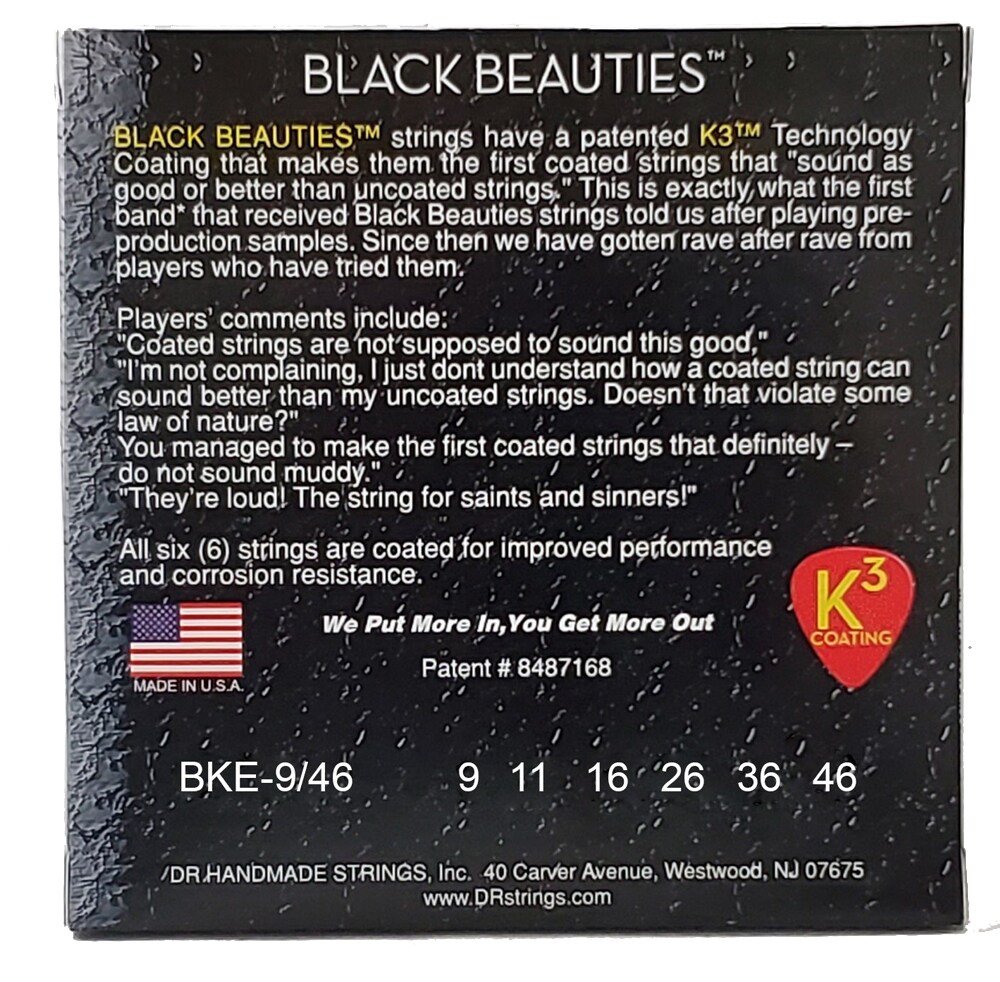 BLACK BEAUTIES™
BLACK BEAUTIES™ strings have a patented K3™ Technology
Coating that makes them the first coated strings that "sound as
good or better than uncoated strings." This is exactly what the first
band* that received Black Beauties strings told us after playing pre-
production samples. Since then we have gotten rave after rave from
players who have tried them.
Players' comments include:
"Coated strings are not supposed to sound this good,"
"I'm not complaining, I just dont understand how a coated string can
sound better than my uncoated strings. Doesn't that violate some
law of nature?"
You managed to make the first coated strings that definitely –
do not sound muddy."
"They're loud! The string for saints and sinners!"
All six (6) strings are coated for improved performance
and corrosion resistance.
K3
COATING
We Put More In, You Get More Out
Patent # 8487168
MADE IN U.S.A.
BKE-9/46 9 11 16 26 36 46
DR HANDMADE STRINGS, Inc. 40 Carver Avenue, Westwood, NJ 07675
www.DRstrings.com